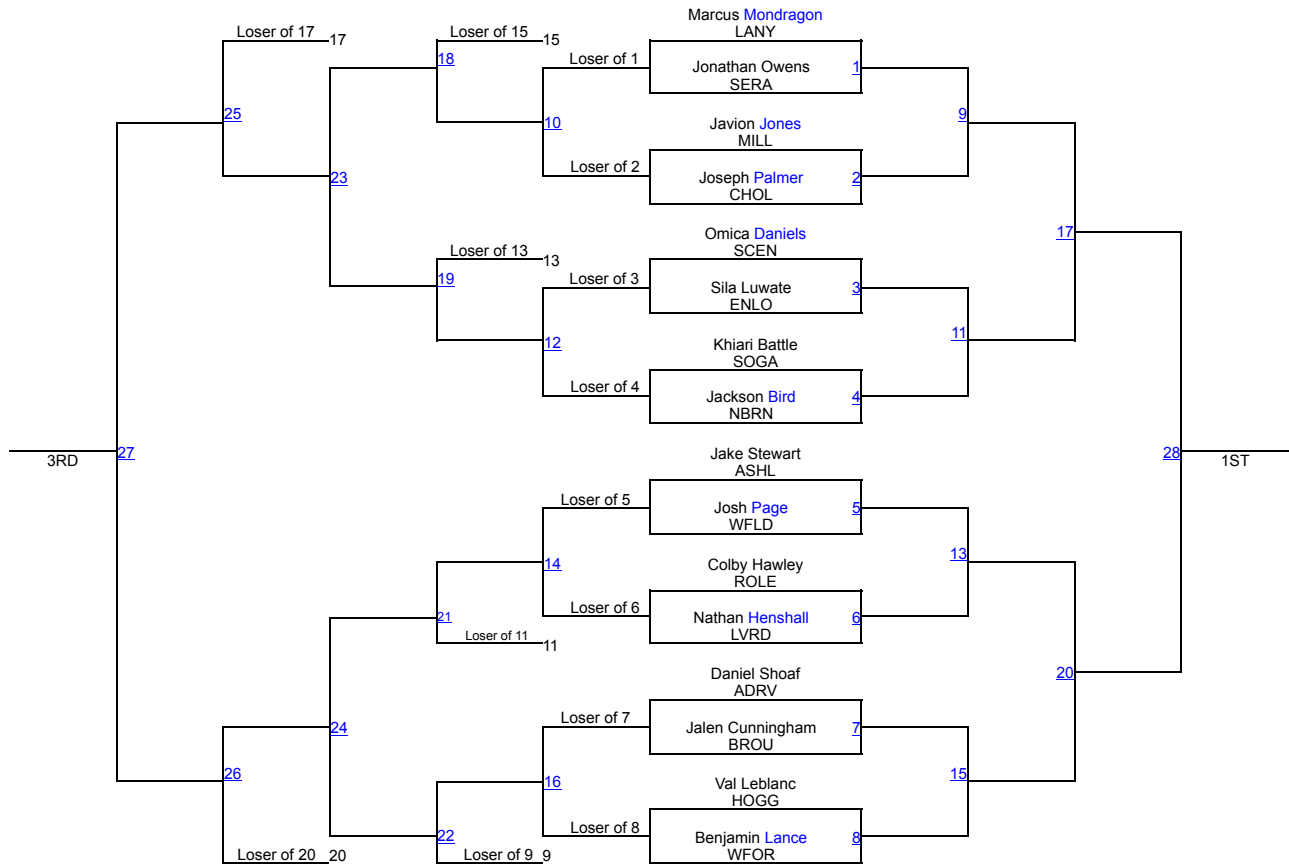 Marcus Mondragon
LANY
Loser of 17 17
Loser of 15 15
18
Loser of 1
Jonathan Owens 1
SERA
25
10
9
Javion Jones
MILL
Loser of 2
23
Joseph Palmer 2
CHOL
Omica Daniels
SCEN
17
Loser of 13 13
19
Loser of 3
Sila Luwate 3
ENLO
12
11
Khiari Battle
SOGA
Loser of 4
Jackson Bird 4
NBRN
3RD
27
28
1ST
Jake Stewart
ASHL
Loser of 5
Josh Page 5
WFLD
14
13
Colby Hawley
ROLE
21
Loser of 6
Nathan Henshall 6
LVRD
Loser of 11 11
20
Daniel Shoaf
ADRV
Loser of 7
24
Jalen Cunningham 7
BROU
26
16
15
Val Leblanc
HOGG
22
Loser of 8
Benjamin Lance 8
WFOR
Loser of 20 20
Loser of 9 9